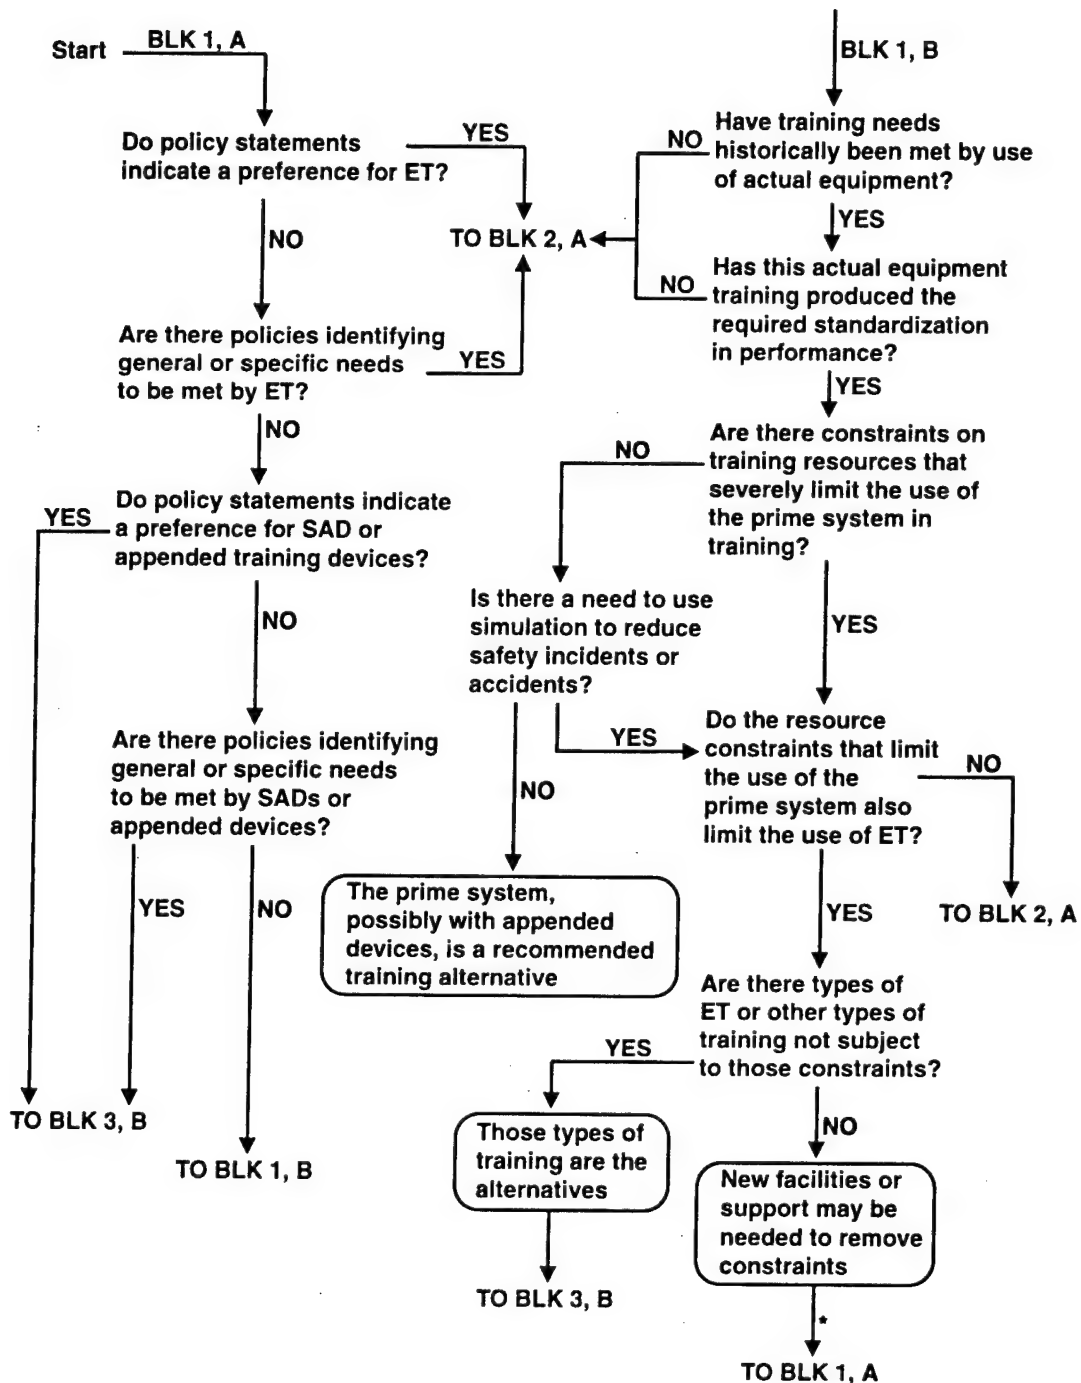 Start
BLK 1, A
Do policy statements
indicate a preference for ET?
YES
NO
TO BLK 2, A
Are there policies identifying
general or specific needs
to be met by ET?
YES
NO
Do policy statements indicate
a preference for SAD or
appended training devices?
YES
NO
Are there policies identifying
general or specific needs
to be met by SADs or
appended devices?
YES
NO
TO BLK 3, B
TO BLK 1, B
BLK 1, B
Have training needs
historically been met by use
of actual equipment?
NO
YES
Has this actual equipment
training produced the
required standardization
in performance?
NO
YES
Are there constraints on
training resources that
severely limit the use of
the prime system in
training?
NO
YES
Is there a need to use
simulation to reduce
safety incidents or
accidents?
YES
NO
The prime system,
possibly with appended
devices, is a recommended
training alternative
Do the resource
constraints that limit
the use of the
prime system also
limit the use of ET?
NO
TO BLK 2, A
YES
Are there types of
ET or other types of
training not subject
to those constraints?
YES
NO
Those types of
training are the
alternatives
TO BLK 3, B
New facilities or
support may be
needed to remove
constraints
*
TO BLK 1, A